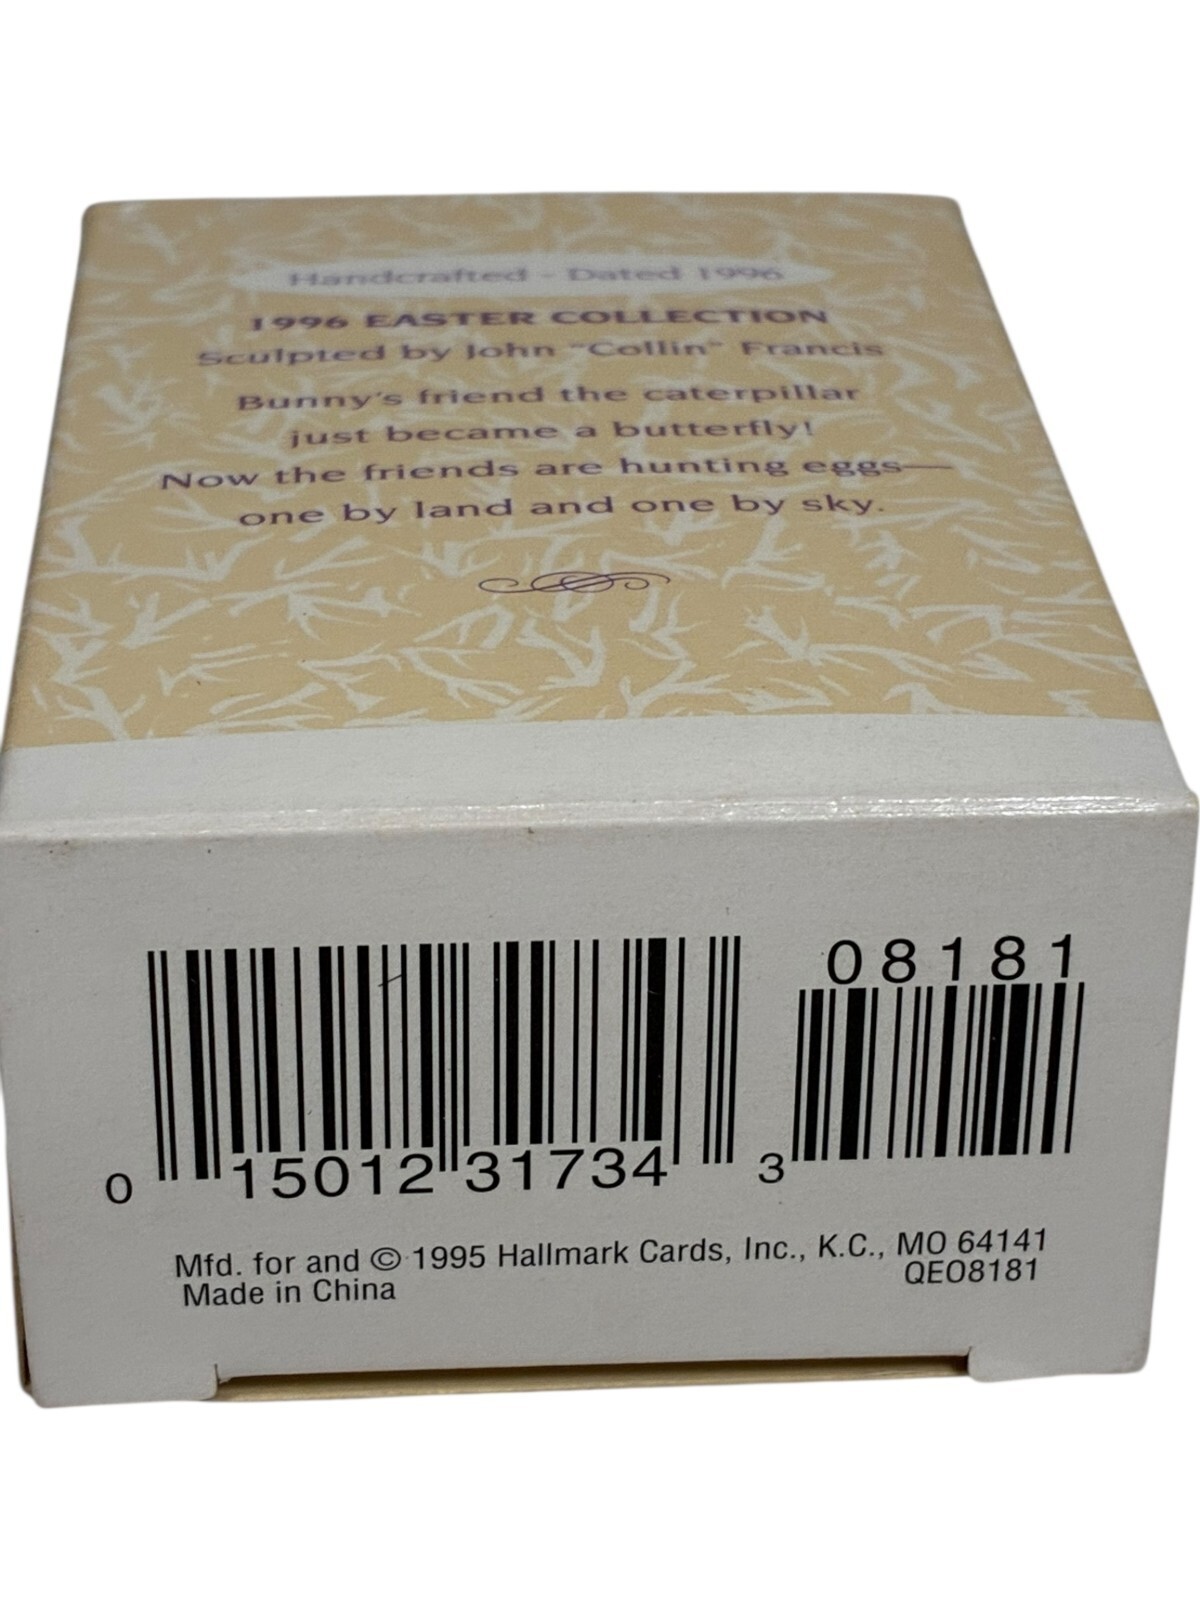 Handcrafted - Dated 1996
1996 EASTER COLLECTION
Sculpted by John "Collin" Francis
Bunny's friend the caterpillar
just became a butterfly!
Now the friends are hunting eggs—
one by land and one by sky.
08181
0 15012 31734 3
Mfd. for and © 1995 Hallmark Cards, Inc., K.C., MO 64141
Made in China
QEO8181